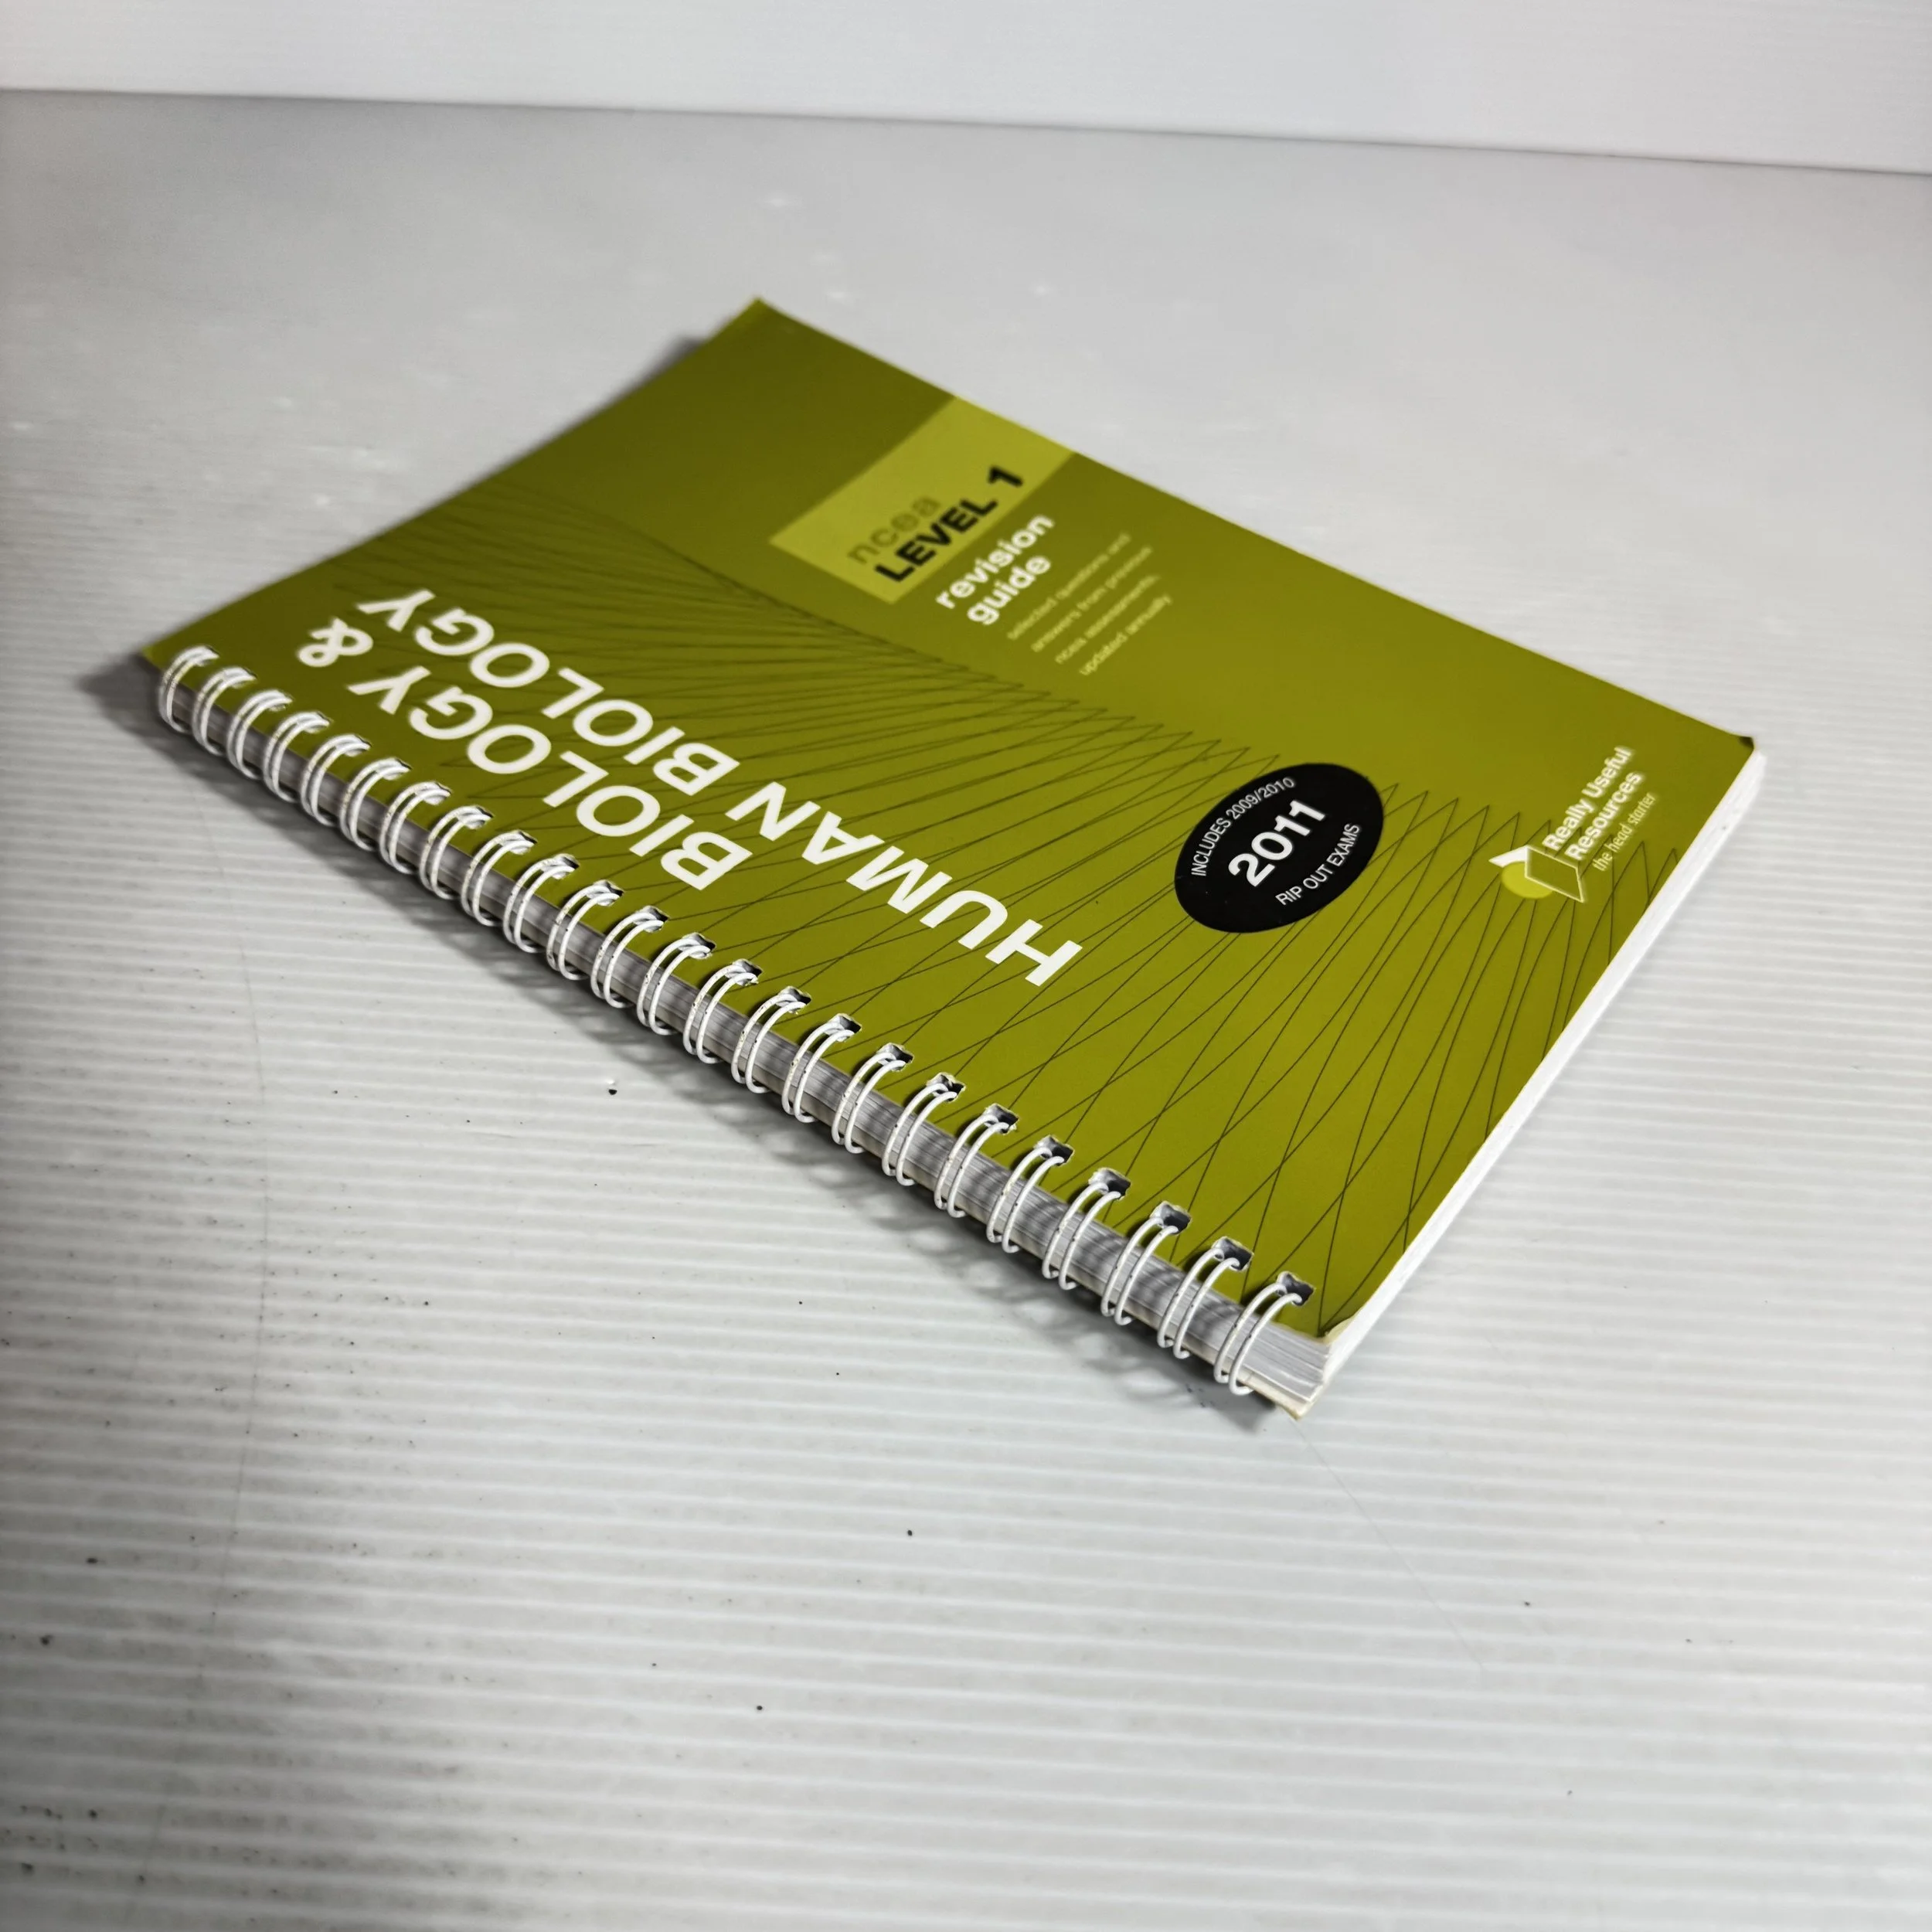 ncea
LEVEL 1
revision
guide
selected questions and
answers from previous
ncea assessments,
updated annually
BIOLOGY &
HUMAN BIOLOGY
INCLUDES 2009/2010
2011
RIP OUT EXAMS
Really Useful
Resources
the head starter